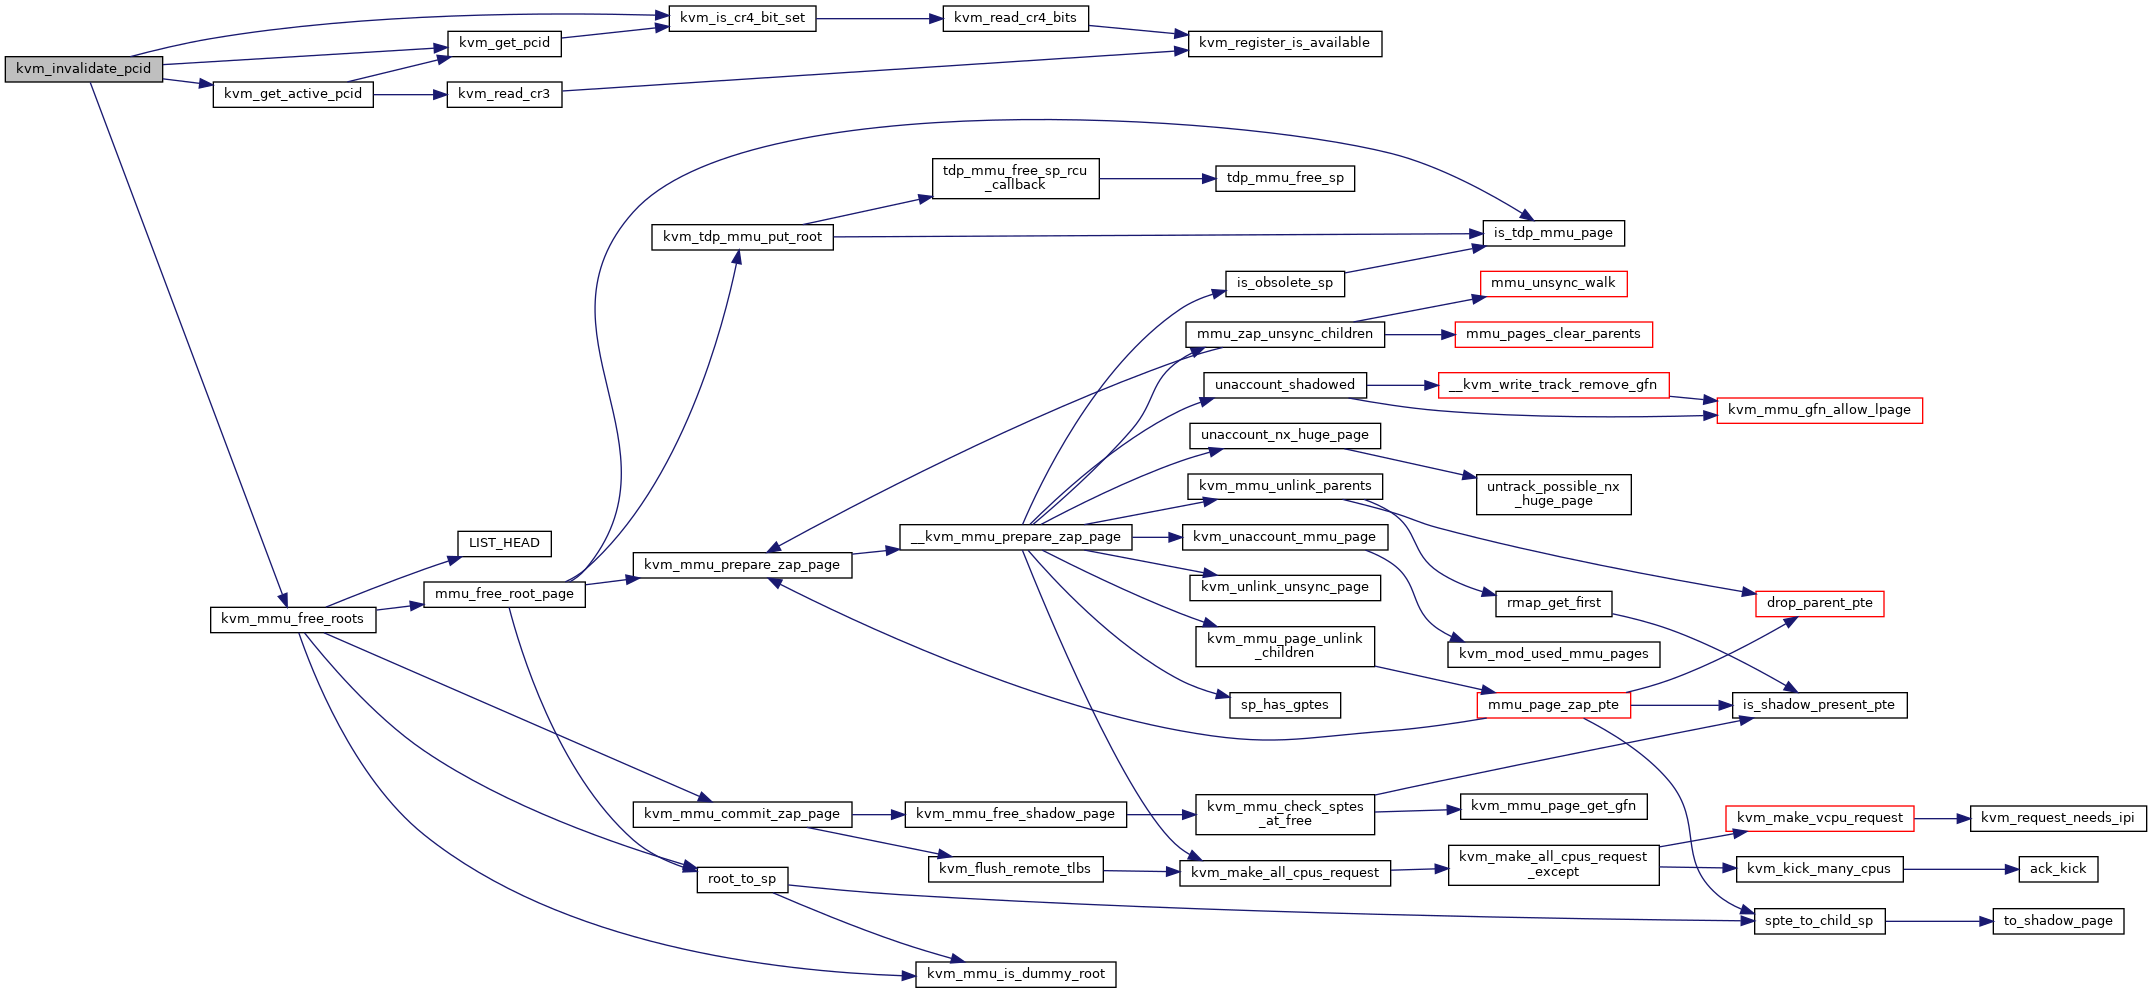 kvm_invalidate_pcid
kvm_is_cr4_bit_set
kvm_read_cr4_bits
kvm_get_pcid
kvm_register_is_available
kvm_get_active_pcid
kvm_read_cr3
tdp_mmu_free_sp_rcu
_callback
tdp_mmu_free_sp
kvm_tdp_mmu_put_root
is_tdp_mmu_page
is_obsolete_sp
mmu_unsync_walk
mmu_zap_unsync_children
mmu_pages_clear_parents
unaccount_shadowed
__kvm_write_track_remove_gfn
kvm_mmu_gfn_allow_lpage
unaccount_nx_huge_page
kvm_mmu_unlink_parents
untrack_possible_nx
_huge_page
LIST_HEAD
__kvm_mmu_prepare_zap_page
kvm_unaccount_mmu_page
kvm_mmu_prepare_zap_page
kvm_unlink_unsync_page
mmu_free_root_page
rmap_get_first
drop_parent_pte
kvm_mmu_free_roots
kvm_mmu_page_unlink
_children
kvm_mod_used_mmu_pages
sp_has_gptes
mmu_page_zap_pte
is_shadow_present_pte
kvm_mmu_commit_zap_page
kvm_mmu_free_shadow_page
kvm_mmu_check_sptes
_at_free
kvm_mmu_page_get_gfn
kvm_make_vcpu_request
kvm_request_needs_ipi
kvm_flush_remote_tlbs
kvm_make_all_cpus_request
kvm_make_all_cpus_request
_except
kvm_kick_many_cpus
ack_kick
root_to_sp
spte_to_child_sp
to_shadow_page
kvm_mmu_is_dummy_root